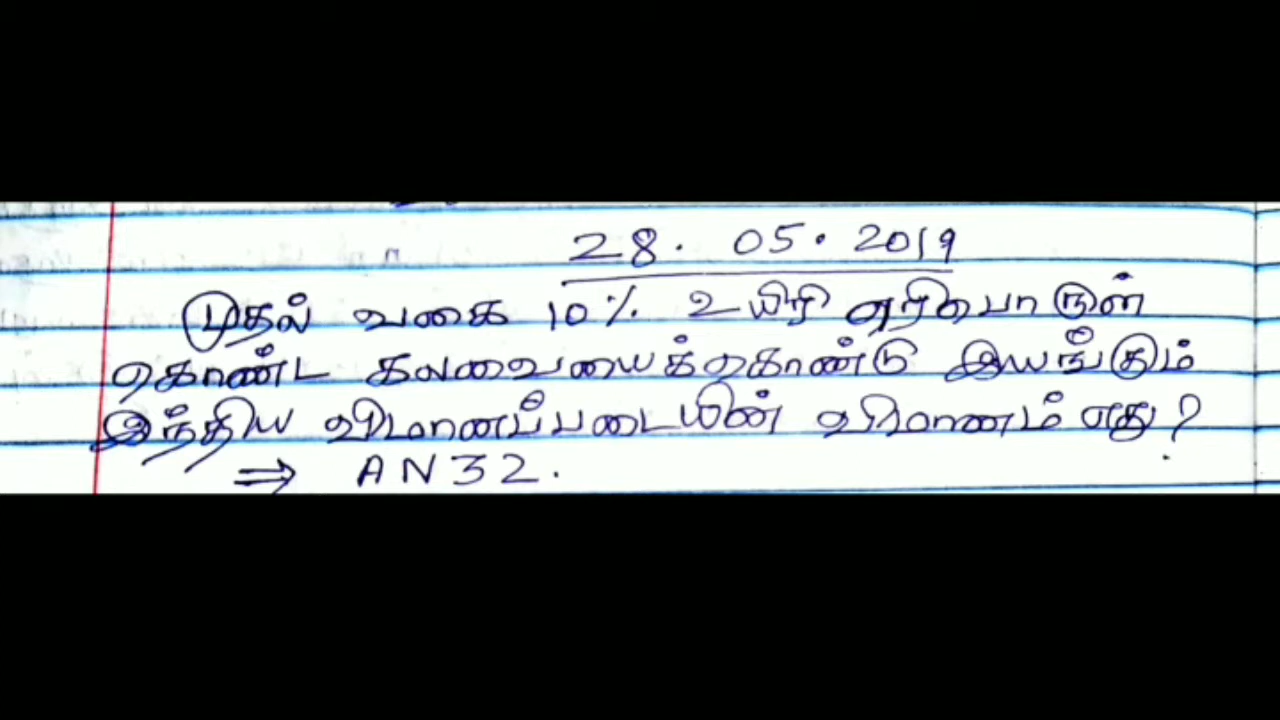 28. 05. 2019
முதல் வகை 10% உயிரி எரிபொருள்
கொண்ட கலவையைக்கொண்டு இயங்கும்
இந்திய விமானப்படையின் விமானம் எது?
⇒ AN32.